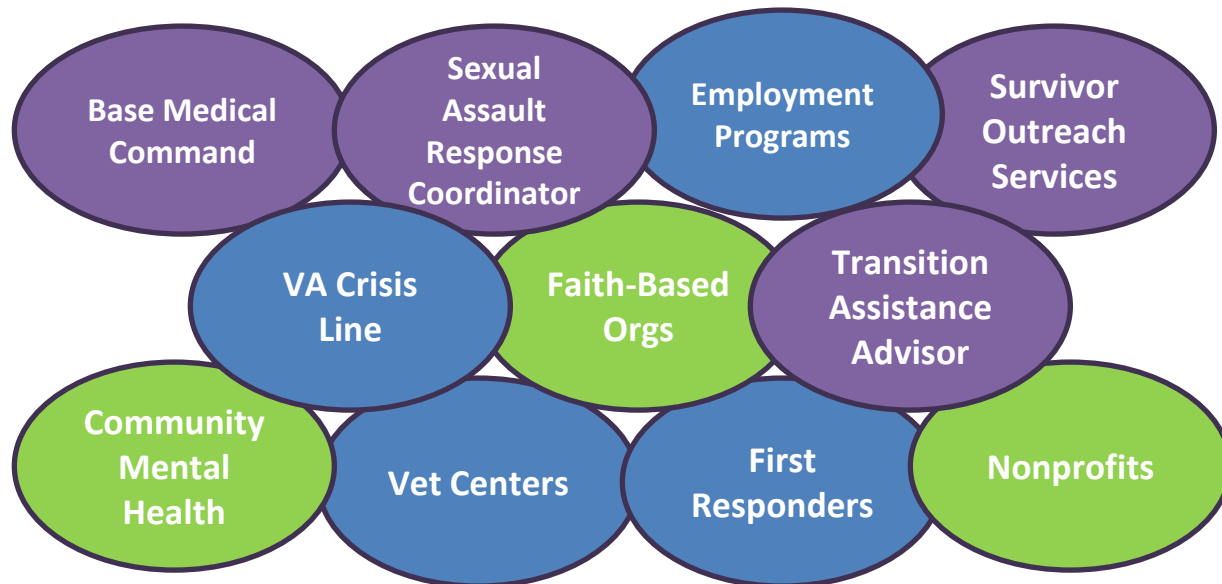 Base Medical
Command
Sexual
Assault
Response
Coordinator
Employment
Programs
Survivor
Outreach
Services
VA Crisis
Line
Faith-Based
Orgs
Transition
Assistance
Advisor
Community
Mental
Health
Vet Centers
First
Responders
Nonprofits